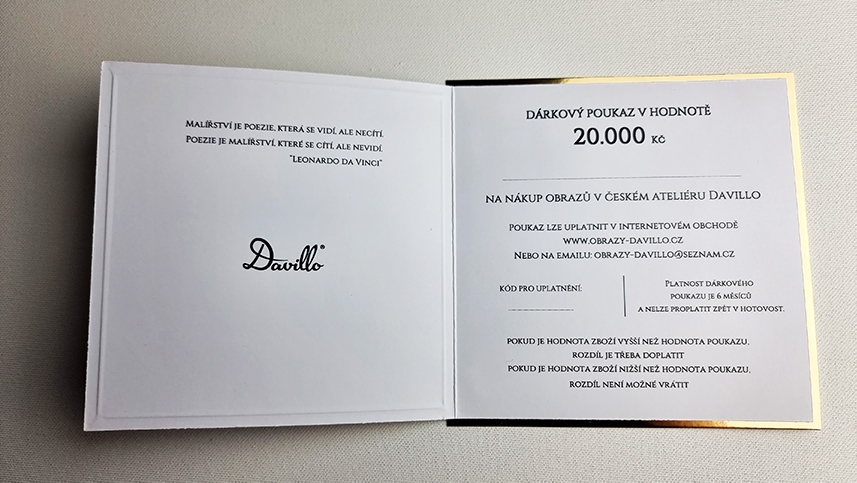 Malířství je poezie, která se vidí, ale necítí.
Poezie je malířství, které se cítí, ale nevidí.
"Leonardo da Vinci"
Davillo®
DÁRKOVÝ POUKAZ V HODNOTĚ
20.000 Kč
NA NÁKUP OBRAZŮ V ČESKÉM ATELIÉRU DAVILLO
Poukaz lze uplatnit v internetovém obchodě
www.obrazy-davillo.cz
Nebo na emailu: obrazy-davillo@seznam.cz
Kód pro uplatnění:
Platnost dárkového
poukazu je 6 měsíců
a nelze proplatit zpět v hotovost.
Pokud je hodnota zboží vyšší než hodnota poukazu,
rozdíl je třeba doplatit
Pokud je hodnota zboží nižší než hodnota poukazu,
rozdíl není možné vrátit